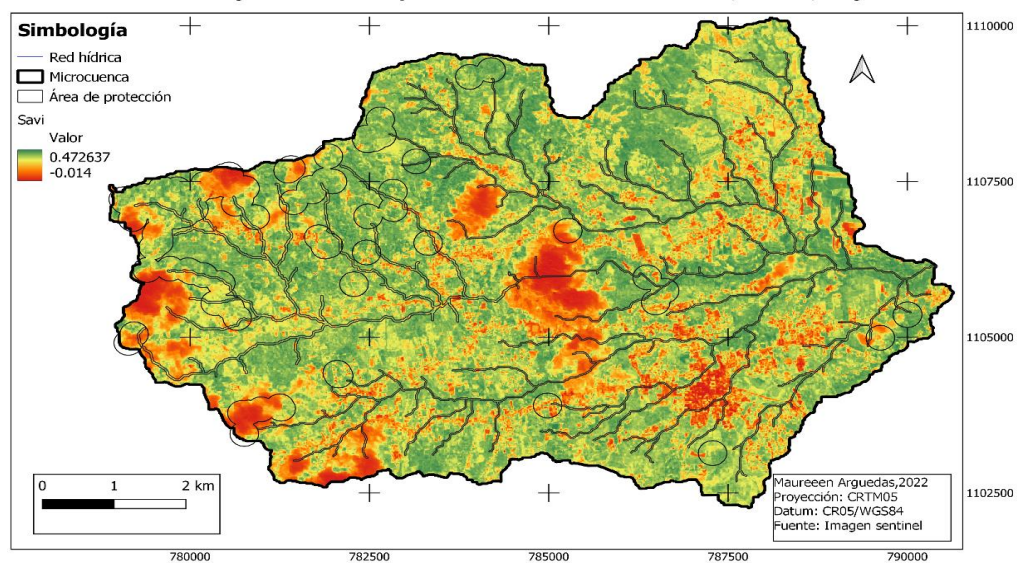 Simbología
Red hídrica
Microcuenca
Área de protección
Savi
Valor
0.472637
-0.014
1110000
1107500
1105000
1102500
0 1 2 km
Maureeen Arguedas,2022
Proyección: CRTM05
Datum: CR05/WGS84
Fuente: Imagen sentinel
780000 782500 785000 787500 790000